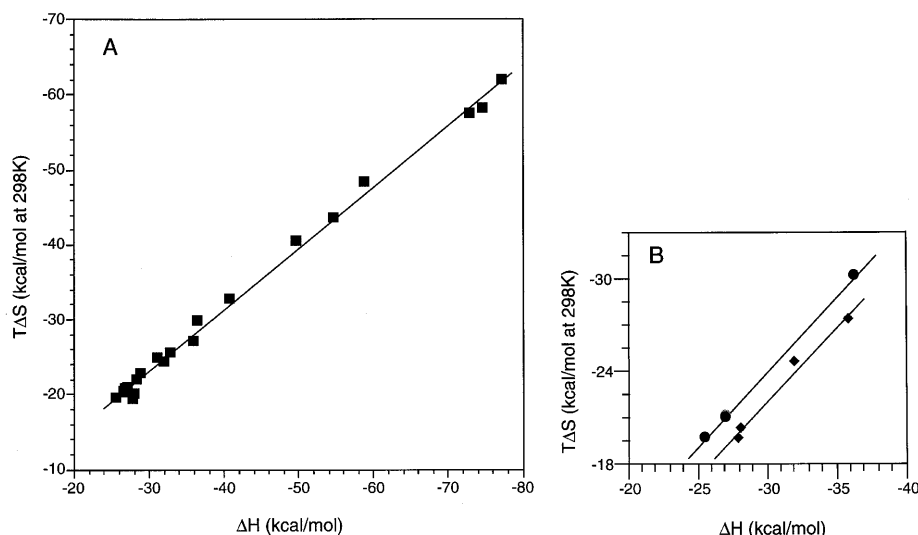 A
TΔS (kcal/mol at 298K)
-70
-60
-50
-40
-30
-20
-10
-20 -30 -40 -50 -60 -70 -80
ΔH (kcal/mol)
B
TΔS (kcal/mol at 298K)
-30
-24
-18
-20 -25 -30 -35 -40
ΔH (kcal/mol)